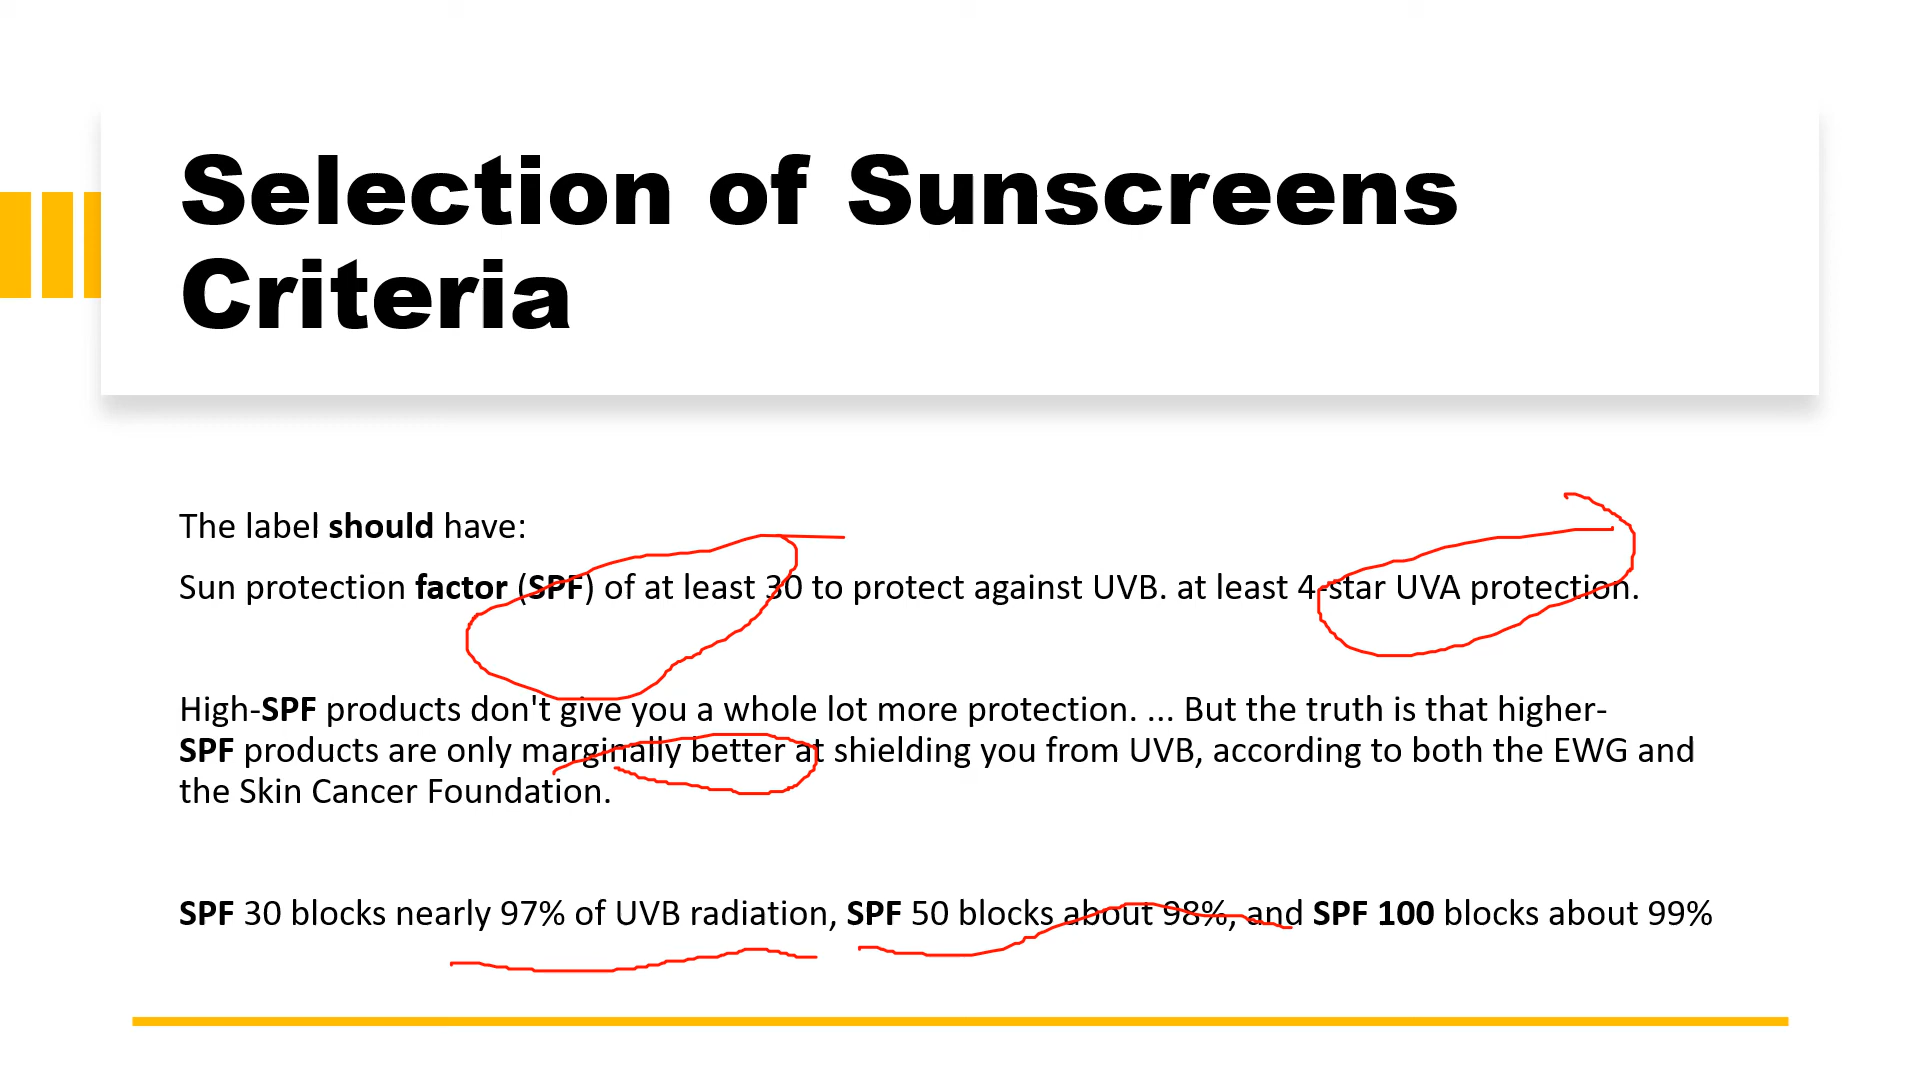 Selection of Sunscreens
Criteria
The label should have:
Sun protection factor (SPF) of at least 30 to protect against UVB. at least 4-star UVA protection.
High-SPF products don't give you a whole lot more protection. ... But the truth is that higher-
SPF products are only marginally better at shielding you from UVB, according to both the EWG and
the Skin Cancer Foundation.
SPF 30 blocks nearly 97% of UVB radiation, SPF 50 blocks about 98%, and SPF 100 blocks about 99%